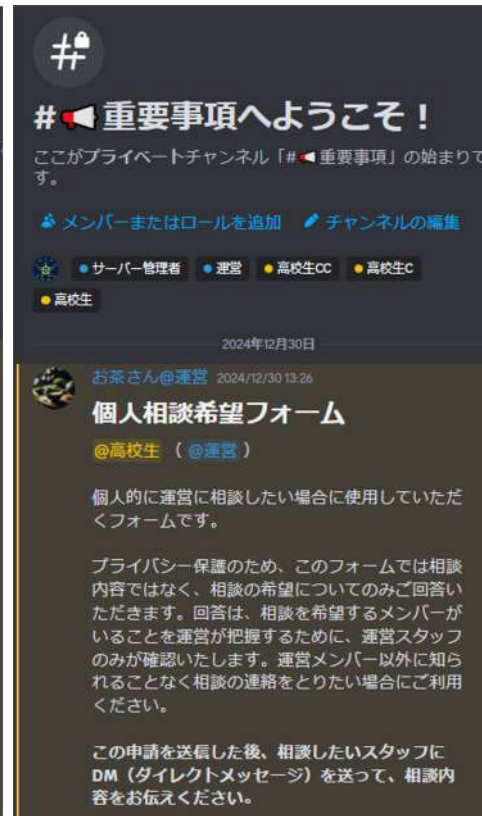 #📢重要事項へようこそ！
ここがプライベートチャンネル「#📢重要事項」の始まりで
す。
メンバーまたはロールを追加 チャンネルの編集
サーバー管理者 運営 高校生CC 高校生C
高校生
2024年12月30日
お茶さん@運営 2024/12/30 13:26
個人相談希望フォーム
@高校生 （ @運営 ）
個人的に運営に相談したい場合に使用していただ
くフォームです。
プライバシー保護のため、このフォームでは相談
内容ではなく、相談の希望についてのみご回答い
ただきます。回答は、相談を希望するメンバーが
いることを運営が把握するために、運営スタッフ
のみが確認いたします。運営メンバー以外に知ら
れることなく相談の連絡をとりたい場合にご利用
ください。
この申請を送信した後、相談したいスタッフに
DM（ダイレクトメッセージ）を送って、相談内
容をお伝えください。